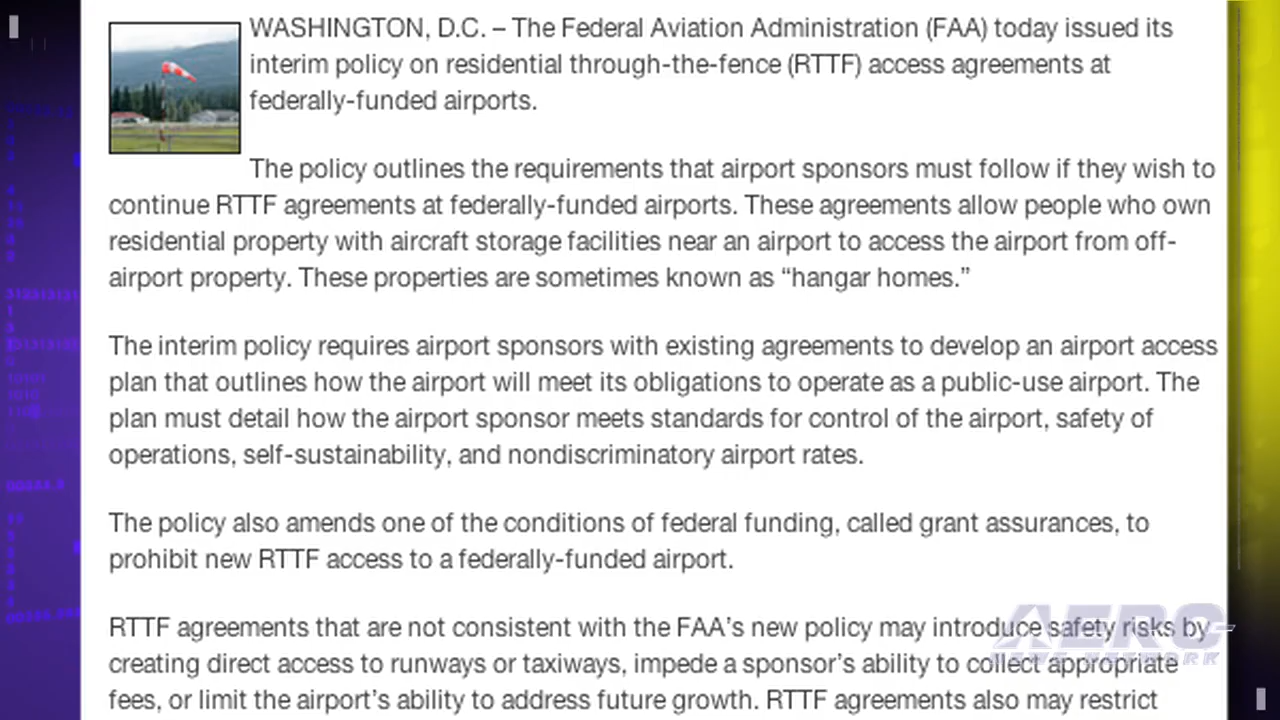 WASHINGTON, D.C. – The Federal Aviation Administration (FAA) today issued its
interim policy on residential through-the-fence (RTTF) access agreements at
federally-funded airports.
The policy outlines the requirements that airport sponsors must follow if they wish to
continue RTTF agreements at federally-funded airports. These agreements allow people who own
residential property with aircraft storage facilities near an airport to access the airport from off-
airport property. These properties are sometimes known as “hangar homes.”
The interim policy requires airport sponsors with existing agreements to develop an airport access
plan that outlines how the airport will meet its obligations to operate as a public-use airport. The
plan must detail how the airport sponsor meets standards for control of the airport, safety of
operations, self-sustainability, and nondiscriminatory airport rates.
The policy also amends one of the conditions of federal funding, called grant assurances, to
prohibit new RTTF access to a federally-funded airport.
RTTF agreements that are not consistent with the FAA’s new policy may introduce safety risks by
creating direct access to runways or taxiways, impede a sponsor’s ability to collect appropriate
fees, or limit the airport’s ability to address future growth. RTTF agreements also may restrict
AERO
NEWS NETWORK